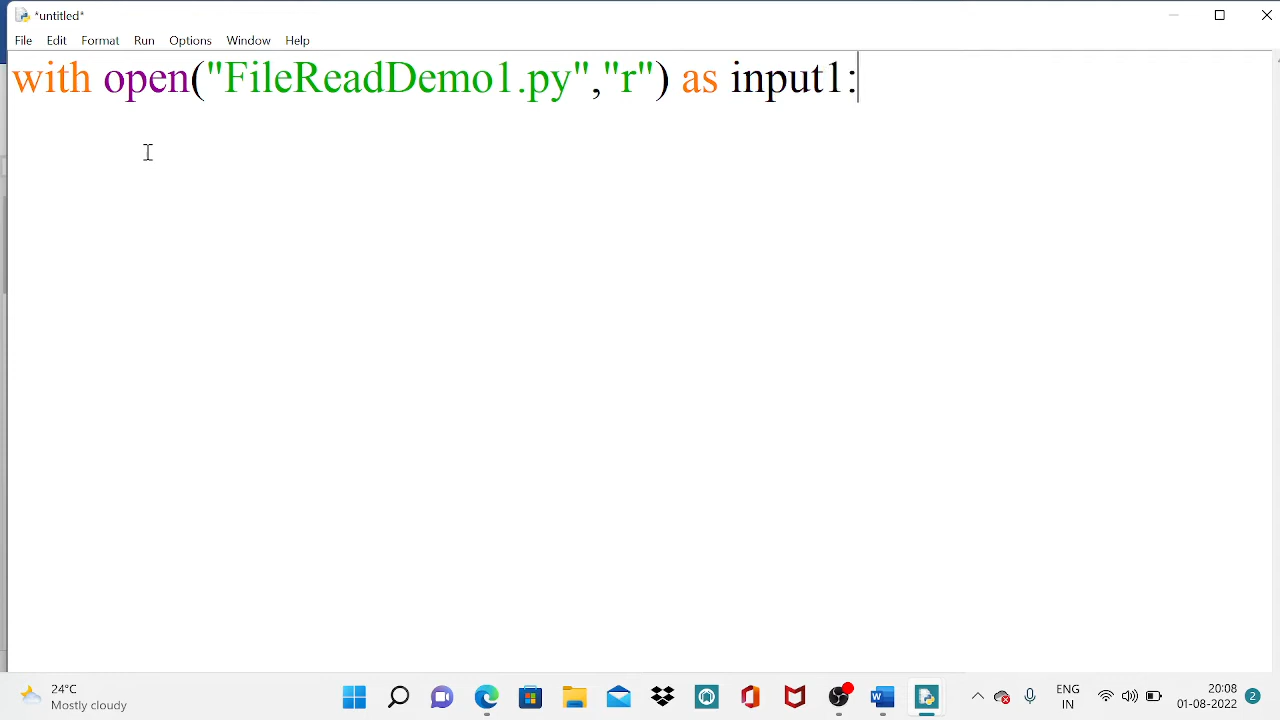 *untitled*
File Edit Format Run Options Window Help
with open("FileReadDemo1.py","r") as input1:
24°C
Mostly cloudy
ENG
IN
20:08
01-08-2022
2